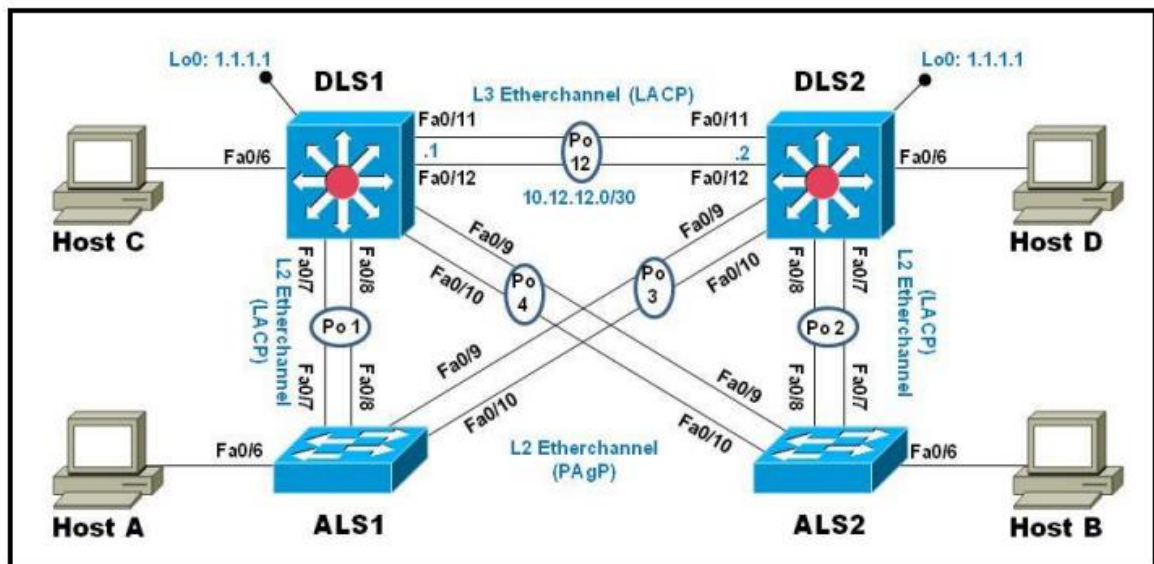 Lo0: 1.1.1.1
Lo0: 1.1.1.1
DLS1
DLS2
L3 Etherchannel (LACP)
Fa0/11
Fa0/11
Po
12
.1
.2
Fa0/6
Fa0/6
Fa0/12
Fa0/12
10.12.12.0/30
Host C
Host D
Fa0/9
Fa0/10
Po
4
Fa0/9
Fa0/10
Po
3
Fa0/7
Fa0/8
L2 Etherchannel
(LACP)
Po 1
Fa0/7
Fa0/8
Fa0/8
Fa0/7
(LACP)
L2 Etherchannel
Po 2
Fa0/8
Fa0/7
Fa0/9
Fa0/10
Fa0/9
Fa0/10
L2 Etherchannel
(PAgP)
Fa0/6
Fa0/6
Host A
ALS1
ALS2
Host B